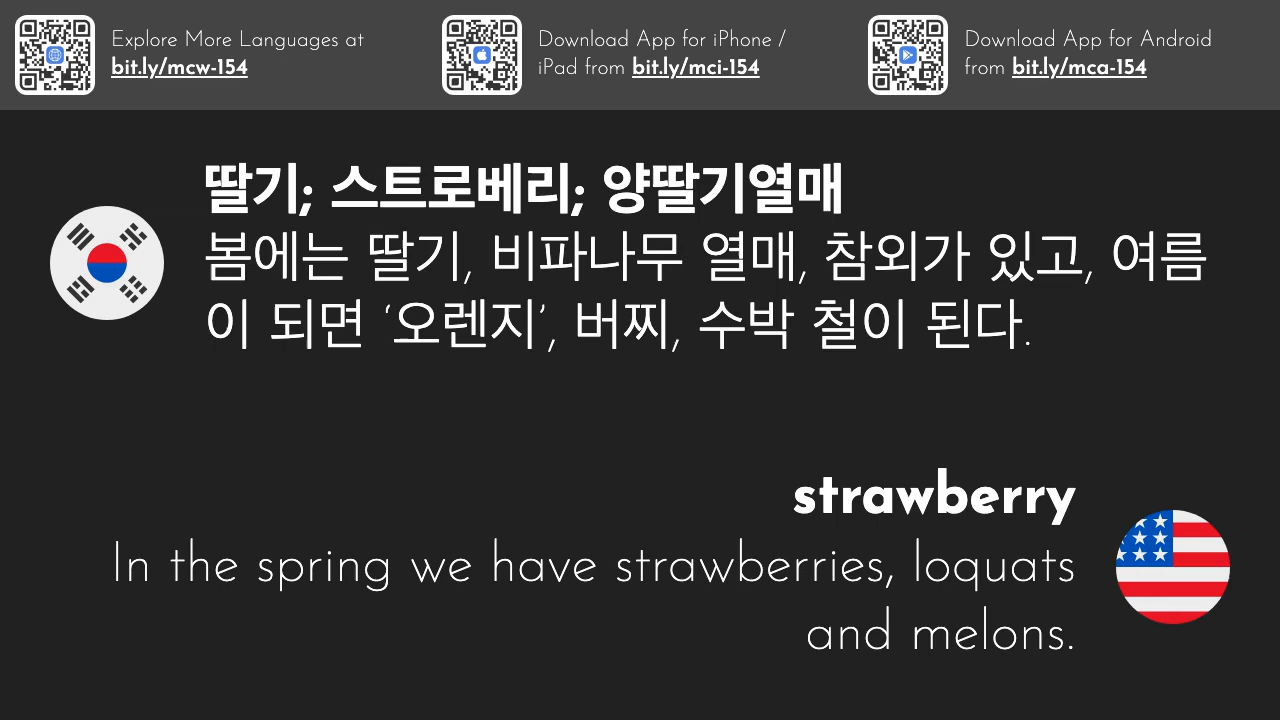 Explore More Languages at
bit.ly/mcw-154
Download App for iPhone /
iPad from bit.ly/mci-154
Download App for Android
from bit.ly/mca-154
딸기; 스트로베리; 양딸기열매
봄에는 딸기, 비파나무 열매, 참외가 있고, 여름
이 되면 ‘오렌지’, 버찌, 수박 철이 된다.
strawberry
In the spring we have strawberries, loquats
and melons.